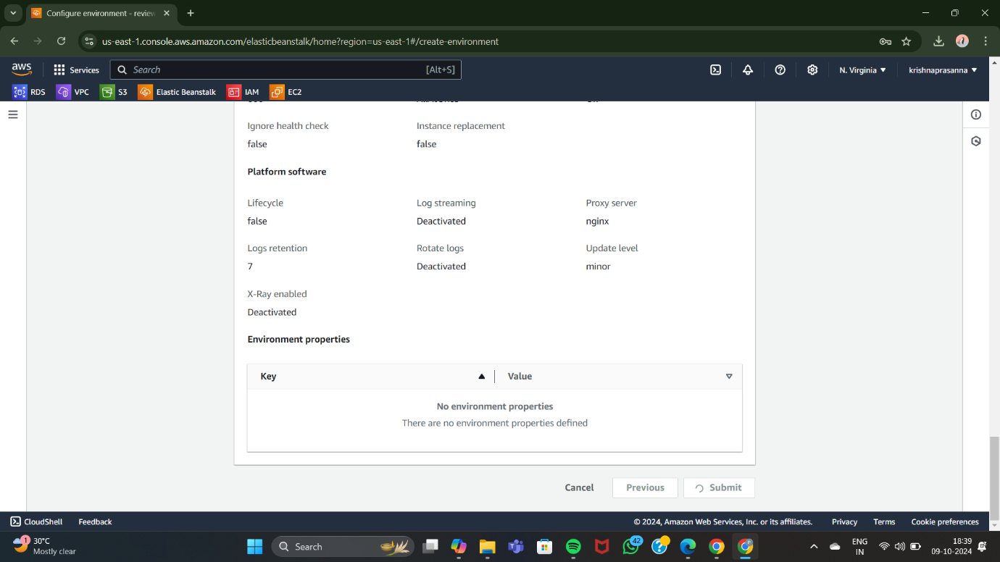 Configure environment - review
us-east-1.console.aws.amazon.com/elasticbeanstalk/home?region=us-east-1#/create-environment
aws Services Search [Alt+S] N. Virginia krishnaprasanna
RDS VPC S3 Elastic Beanstalk IAM EC2
Ignore health check Instance replacement
false false
Platform software
Lifecycle Log streaming Proxy server
false Deactivated nginx
Logs retention Rotate logs Update level
7 Deactivated minor
X-Ray enabled
Deactivated
Environment properties
Key Value
No environment properties
There are no environment properties defined
Cancel Previous Submit
CloudShell Feedback © 2024, Amazon Web Services, Inc. or its affiliates. Privacy Terms Cookie preferences
1 30°C Search 42 ENG 18:39
Mostly clear IN 09-10-2024